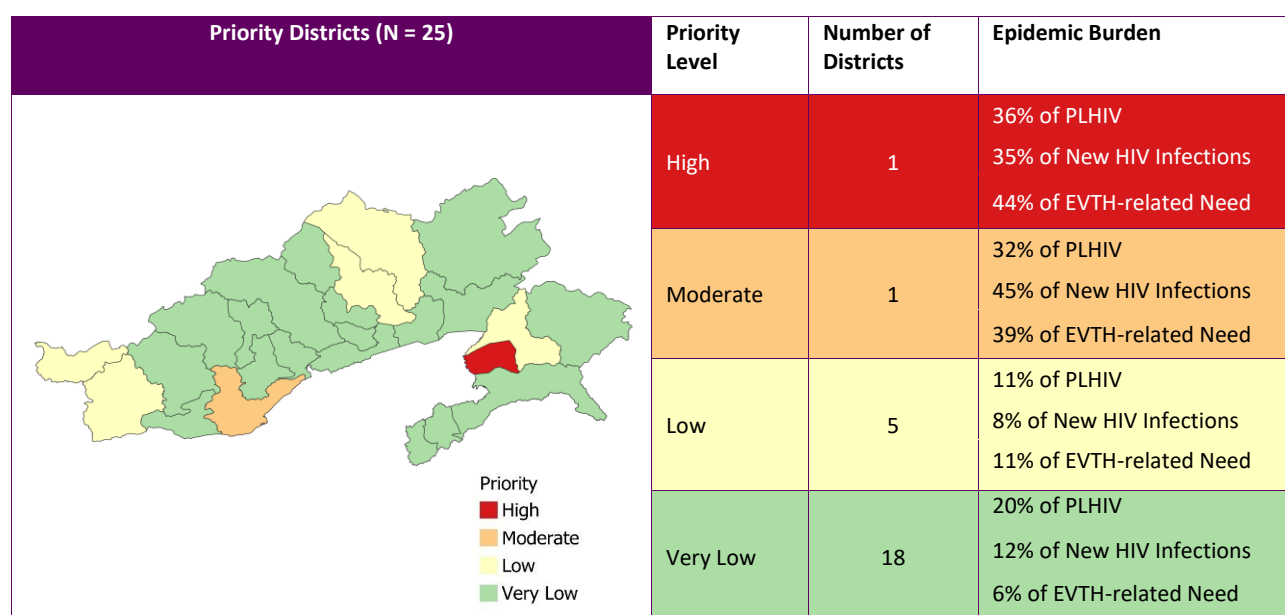 Priority Districts (N = 25)
Priority
Level
Number of
Districts
Epidemic Burden
High
1
36% of PLHIV
35% of New HIV Infections
44% of EVTH-related Need
Moderate
1
32% of PLHIV
45% of New HIV Infections
39% of EVTH-related Need
Low
5
11% of PLHIV
8% of New HIV Infections
11% of EVTH-related Need
Very Low
18
20% of PLHIV
12% of New HIV Infections
6% of EVTH-related Need
Priority
High
Moderate
Low
Very Low